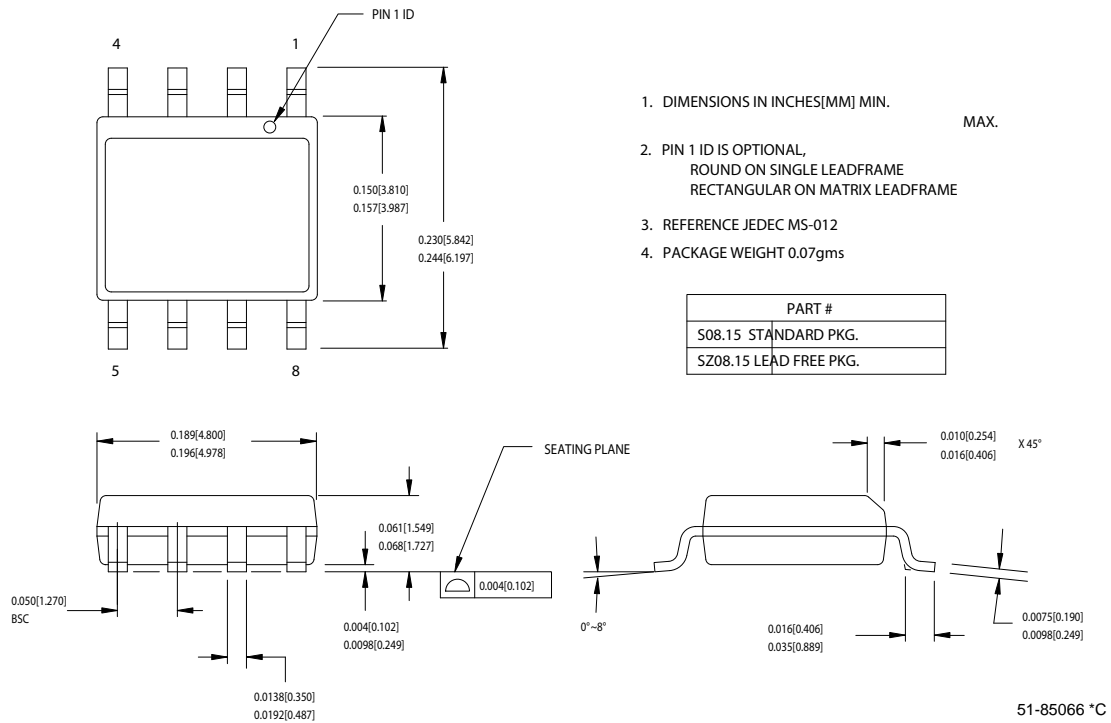 PIN 1 ID
4
1
1. DIMENSIONS IN INCHES[MM] MIN.
MAX.
2. PIN 1 ID IS OPTIONAL,
ROUND ON SINGLE LEADFRAME
RECTANGULAR ON MATRIX LEADFRAME
0.150[3.810]
0.157[3.987]
3. REFERENCE JEDEC MS-012
0.230[5.842]
0.244[6.197]
4. PACKAGE WEIGHT 0.07gms
PART #
S08.15 STANDARD PKG.
SZ08.15 LEAD FREE PKG.
5
8
0.189[4.800]
0.196[4.978]
SEATING PLANE
0.010[0.254]
0.016[0.406]
X 45°
0.061[1.549]
0.068[1.727]
0.004[0.102]
0.050[1.270]
BSC
0.004[0.102]
0.0098[0.249]
0°~8°
0.016[0.406]
0.035[0.889]
0.0075[0.190]
0.0098[0.249]
0.0138[0.350]
0.0192[0.487]
51-85066 *C